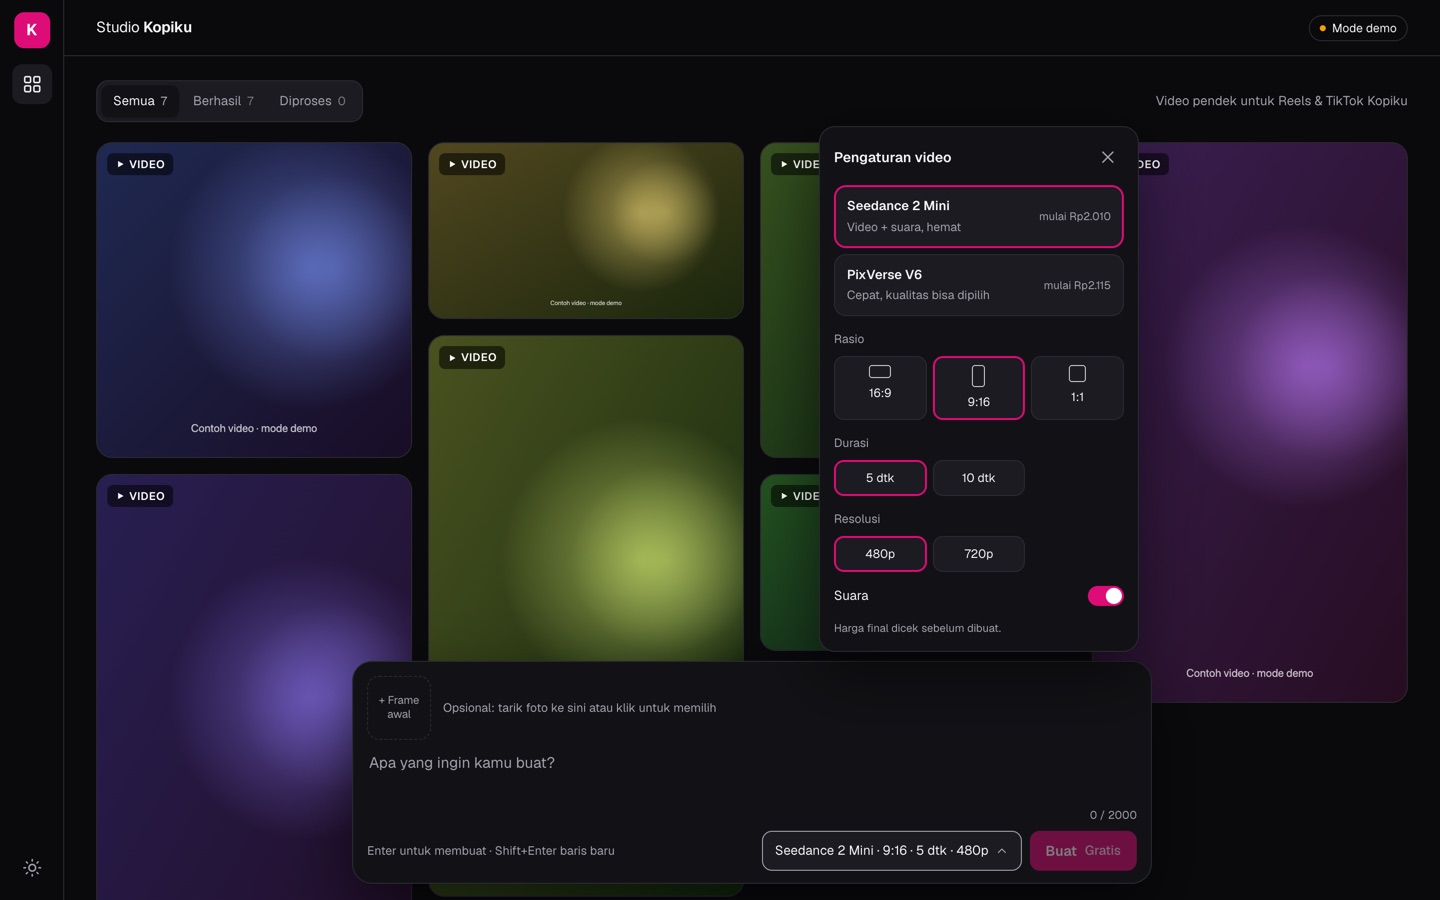 K
Studio Kopiku
Mode demo
Semua 7
Berhasil 7
Diproses 0
Video pendek untuk Reels & TikTok Kopiku
VIDEO
Contoh video · mode demo
VIDEO
VIDEO
Contoh video · mode demo
VIDEO
VIDE
VIDE
DEO
Contoh video · mode demo
Pengaturan video
Seedance 2 Mini
Video + suara, hemat
mulai Rp2.010
PixVerse V6
Cepat, kualitas bisa dipilih
mulai Rp2.115
Rasio
16:9
9:16
1:1
Durasi
5 dtk
10 dtk
Resolusi
480p
720p
Suara
Harga final dicek sebelum dibuat.
+ Frame
awal
Opsional: tarik foto ke sini atau klik untuk memilih
Apa yang ingin kamu buat?
0 / 2000
Enter untuk membuat · Shift+Enter baris baru
Seedance 2 Mini · 9:16 · 5 dtk · 480p
Buat Gratis